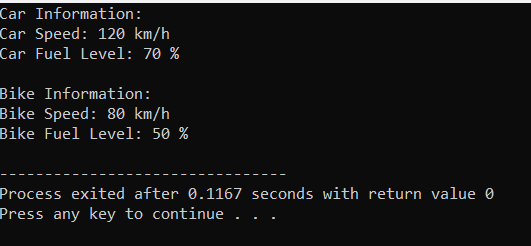 Car Information:
Car Speed: 120 km/h
Car Fuel Level: 70 %
Bike Information:
Bike Speed: 80 km/h
Bike Fuel Level: 50 %
--------------------------------
Process exited after 0.1167 seconds with return value 0
Press any key to continue . . .